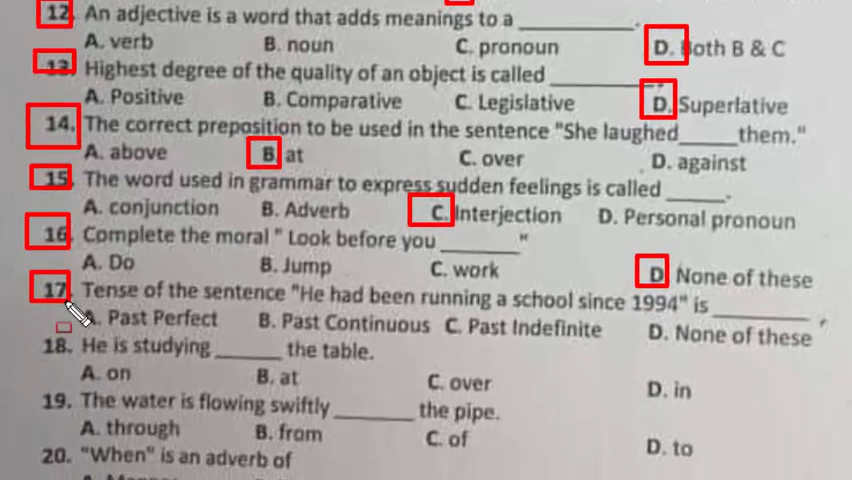 12. An adjective is a word that adds meanings to a ________.
A. verb B. noun C. pronoun D. Both B & C
13. Highest degree of the quality of an object is called ________.
A. Positive B. Comparative C. Legislative D. Superlative
14. The correct preposition to be used in the sentence "She laughed_____them."
A. above B. at C. over D. against
15. The word used in grammar to express sudden feelings is called _____.
A. conjunction B. Adverb C. Interjection D. Personal pronoun
16. Complete the moral " Look before you _______"
A. Do B. Jump C. work D None of these
17. Tense of the sentence "He had been running a school since 1994" is ________,
A. Past Perfect B. Past Continuous C. Past Indefinite D. None of these
18. He is studying ______ the table.
A. on B. at C. over D. in
19. The water is flowing swiftly _______ the pipe.
A. through B. from C. of D. to
20. "When" is an adverb of